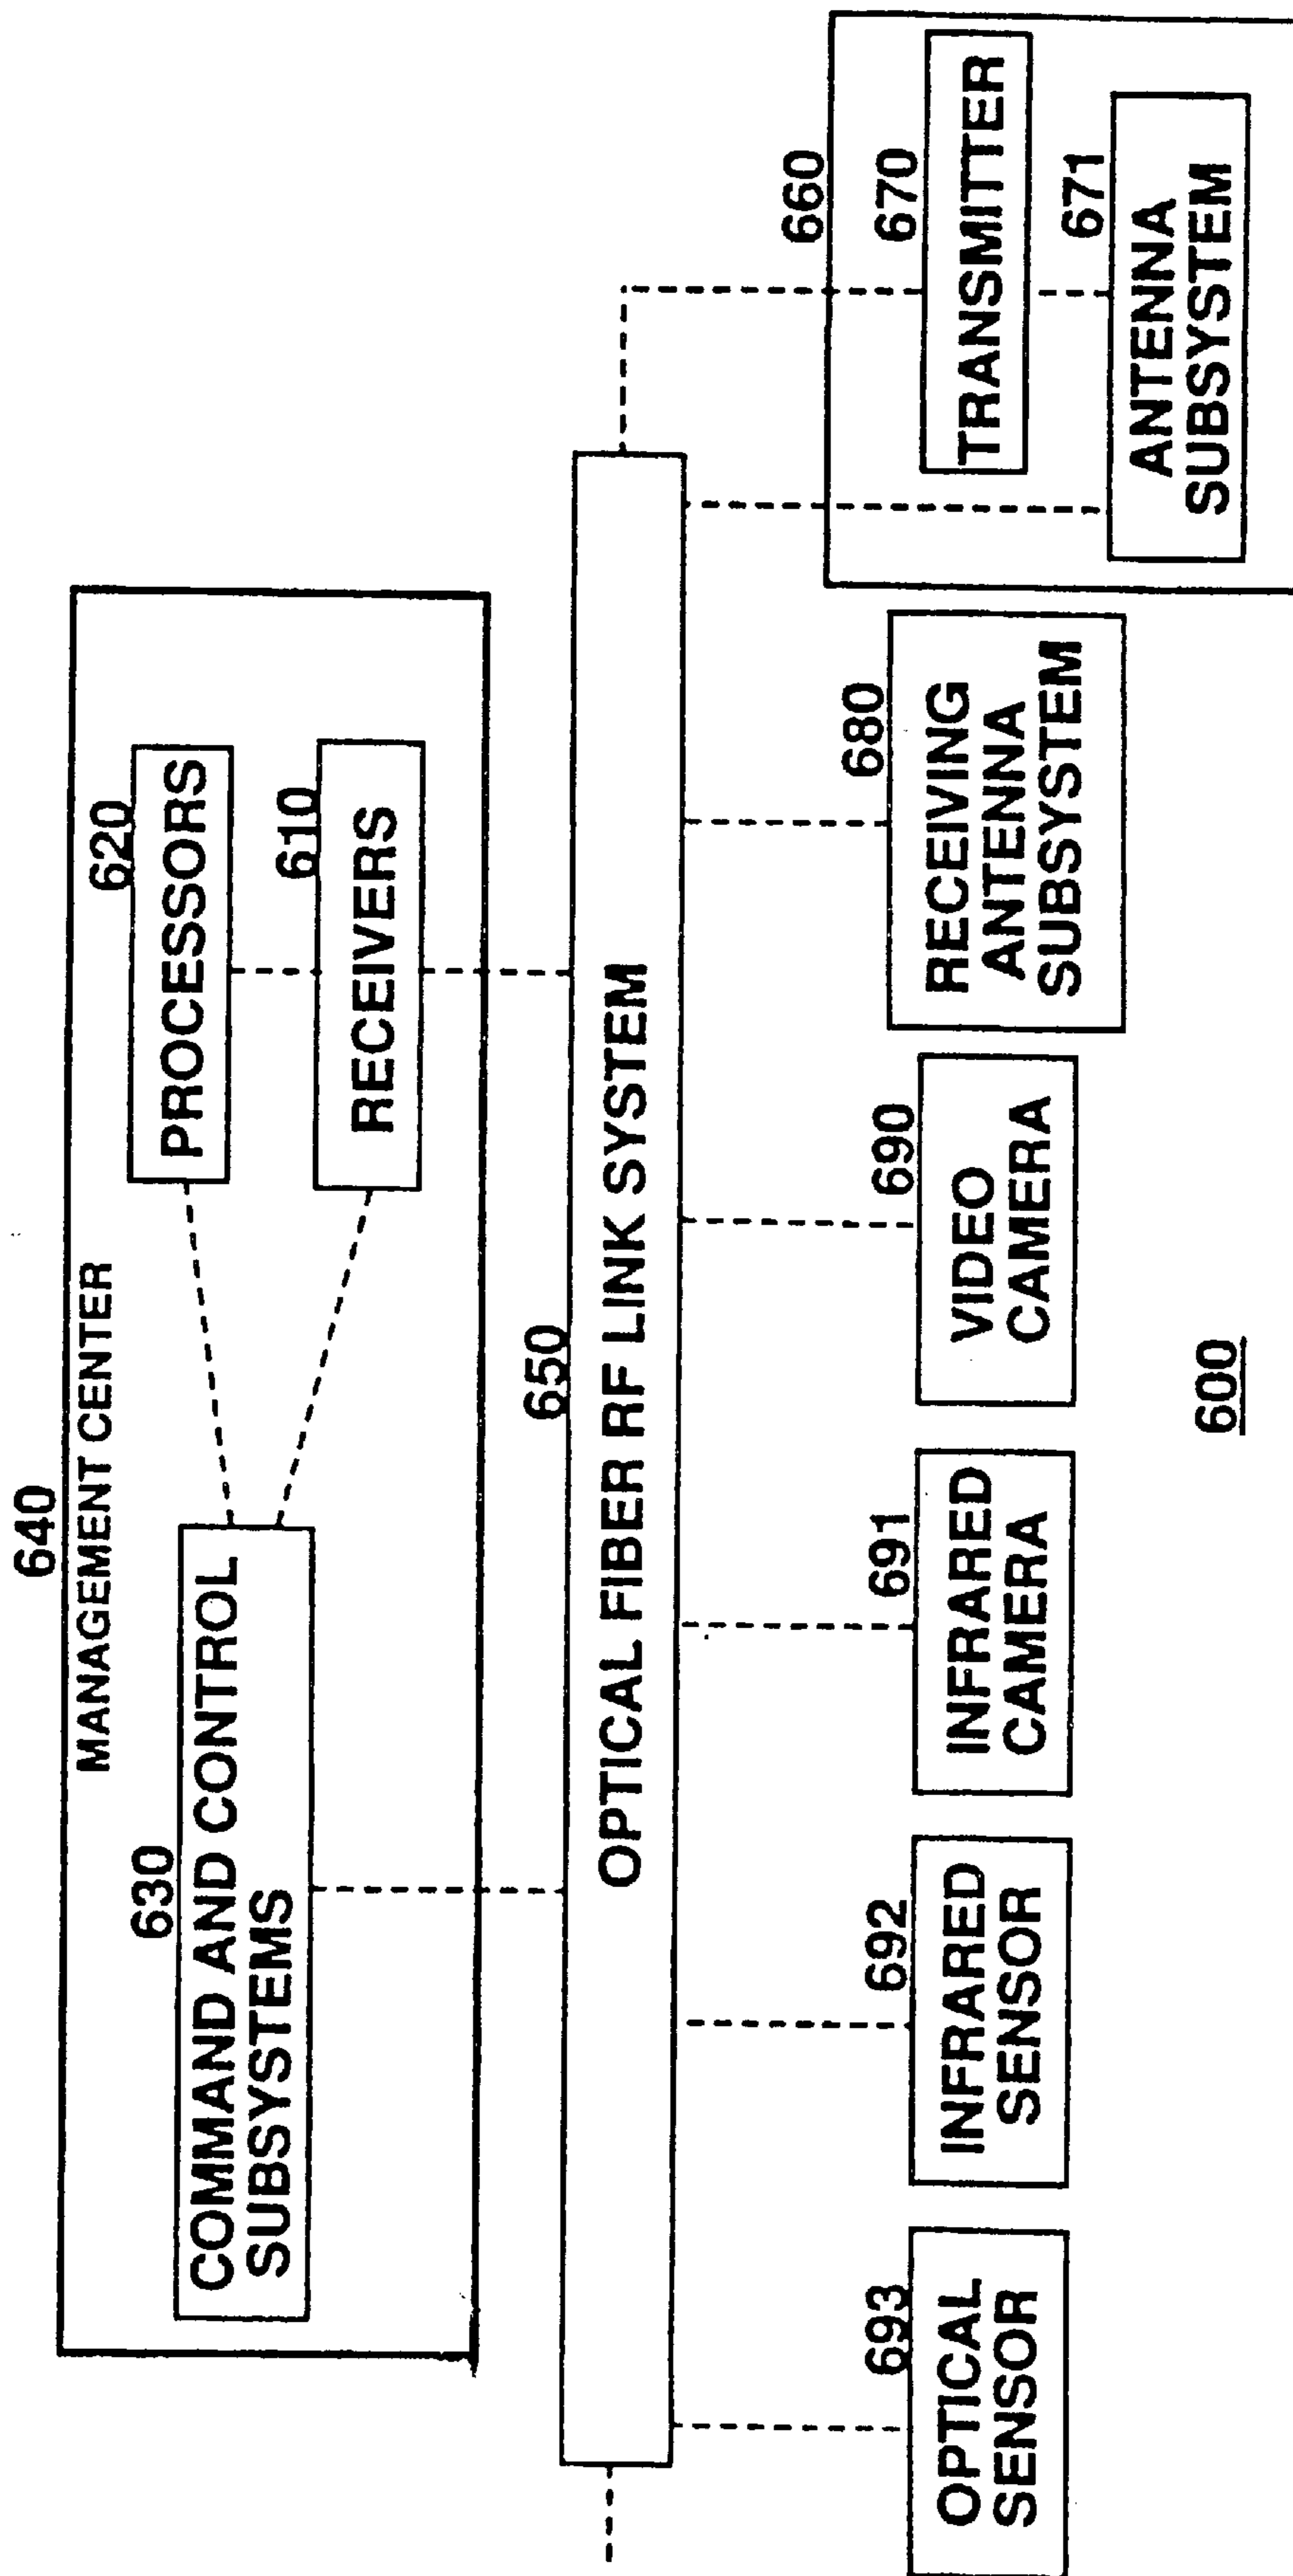 640
MANAGEMENT CENTER
630
COMMAND AND CONTROL
SUBSYSTEMS
620
PROCESSORS
610
RECEIVERS
650
OPTICAL FIBER RF LINK SYSTEM
693
OPTICAL
SENSOR
692
INFRARED
SENSOR
691
INFRARED
CAMERA
690
VIDEO
CAMERA
680
RECEIVING
ANTENNA
SUBSYSTEM
660
670
TRANSMITTER
671
ANTENNA
SUBSYSTEM
600